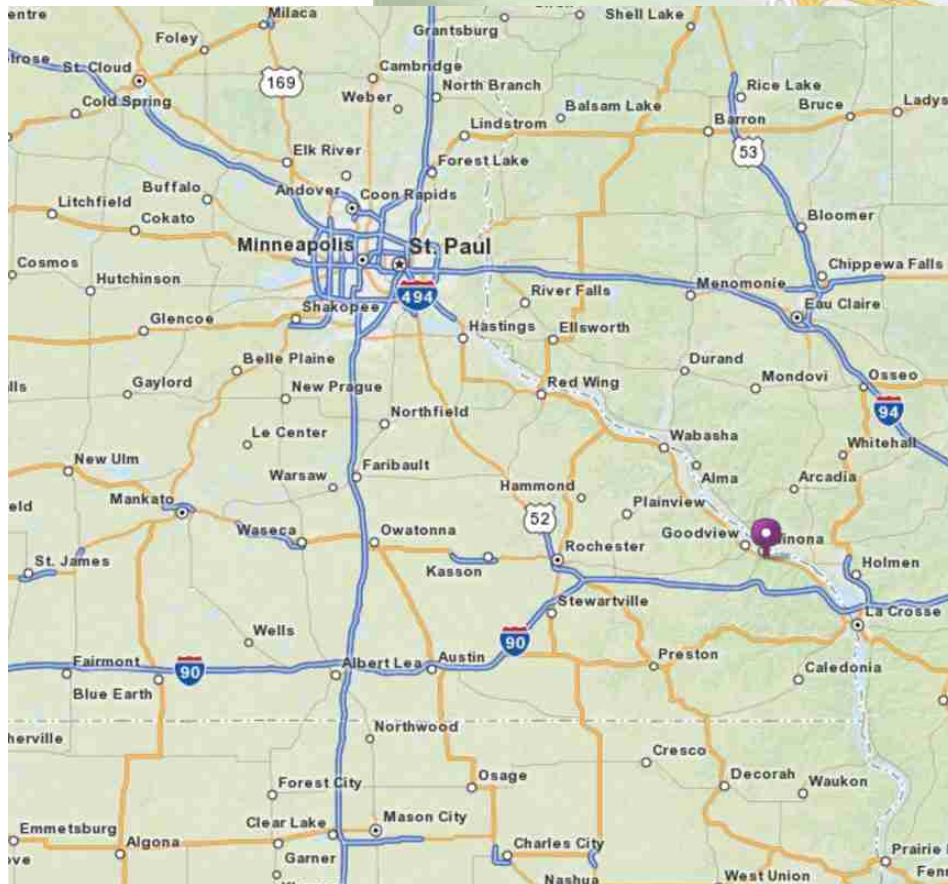 Milaca
Shell Lake
Foley
Grantsburg
St. Cloud
Cambridge
169
North Branch
Rice Lake
Cold Spring
Weber
Balsam Lake
Bruce
Barron
Lindstrom
53
Elk River
Forest Lake
Buffalo
Andover
Coon Rapids
Litchfield
Cokato
Bloomer
Minneapolis
St. Paul
Cosmos
Chippewa Falls
Hutchinson
Menomonie
River Falls
494
Eau Claire
Shakopee
Glencoe
Hastings
Ellsworth
Belle Plaine
Durand
Osseo
Gaylord
New Prague
Red Wing
Mondovi
94
Northfield
Le Center
Wabasha
Whitehall
New Ulm
Warsaw
Faribault
Alma
Arcadia
Hammond
Mankato
Plainview
52
Waseca
Owatonna
Goodview
inona
Rochester
St. James
Kasson
Holmen
Stewartville
La Crosse
Wells
90
Preston
Fairmont
90
Albert Lea
Austin
Caledonia
Blue Earth
Northwood
Cresco
Forest City
Osage
Decorah
Waukon
Clear Lake
Mason City
Emmetsburg
Algona
Charles City
Garner
Prairie
Nashua
West Union